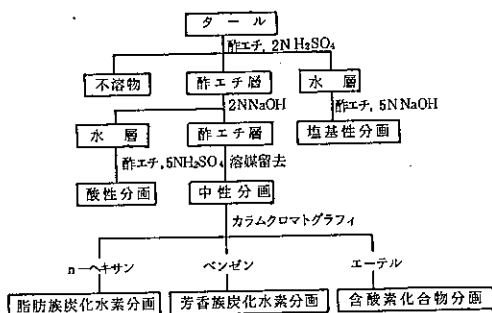 タール
酢エチ, 2N H₂SO₄
不溶物 酢エチ層 水層
2NNaOH 酢エチ, 5N NaOH
水層 酢エチ層 塩基性分画
酢エチ, 5NH₂SO₄ 溶媒留去
酸性分画 中性分画
カラムクロマトグラフィ
n−ヘキサン ベンゼン エーテル
脂肪族炭化水素分画 芳香族炭化水素分画 含酸素化合物分画